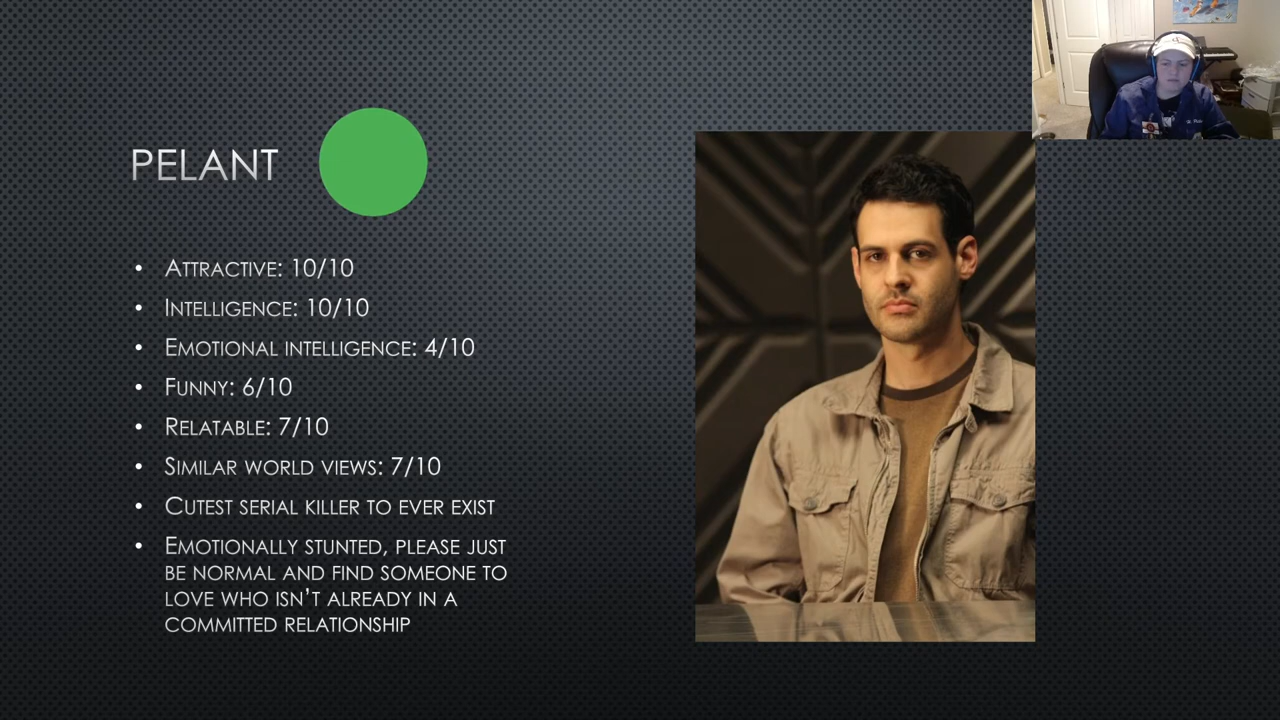 PELANT
• ATTRACTIVE: 10/10
• INTELLIGENCE: 10/10
• EMOTIONAL INTELLIGENCE: 4/10
• FUNNY: 6/10
• RELATABLE: 7/10
• SIMILAR WORLD VIEWS: 7/10
• CUTEST SERIAL KILLER TO EVER EXIST
• EMOTIONALLY STUNTED, PLEASE JUST
BE NORMAL AND FIND SOMEONE TO
LOVE WHO ISN'T ALREADY IN A
COMMITTED RELATIONSHIP